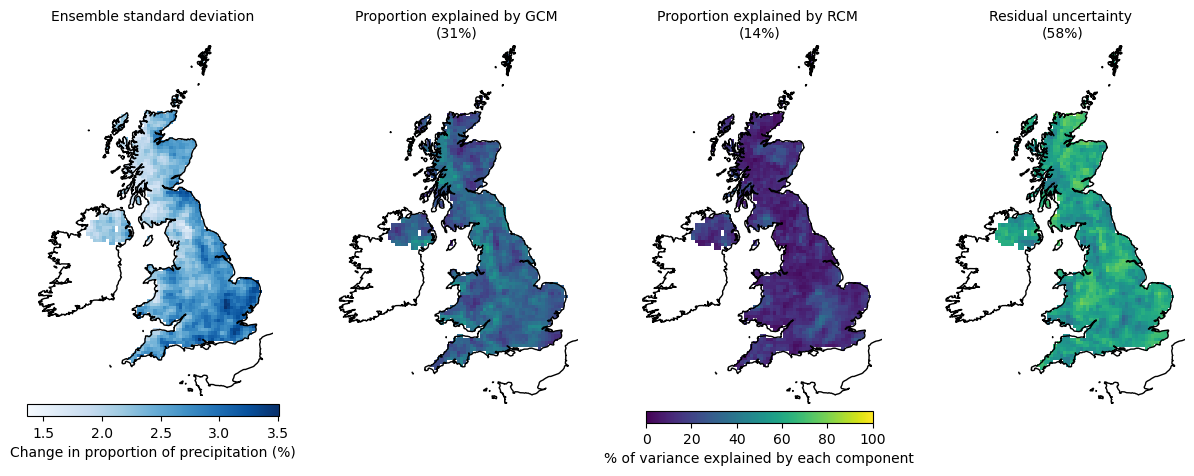 Ensemble standard deviation
Proportion explained by GCM
(31%)
Proportion explained by RCM
(14%)
Residual uncertainty
(58%)
1.5 2.0 2.5 3.0 3.5
Change in proportion of precipitation (%)
0 20 40 60 80 100
% of variance explained by each component